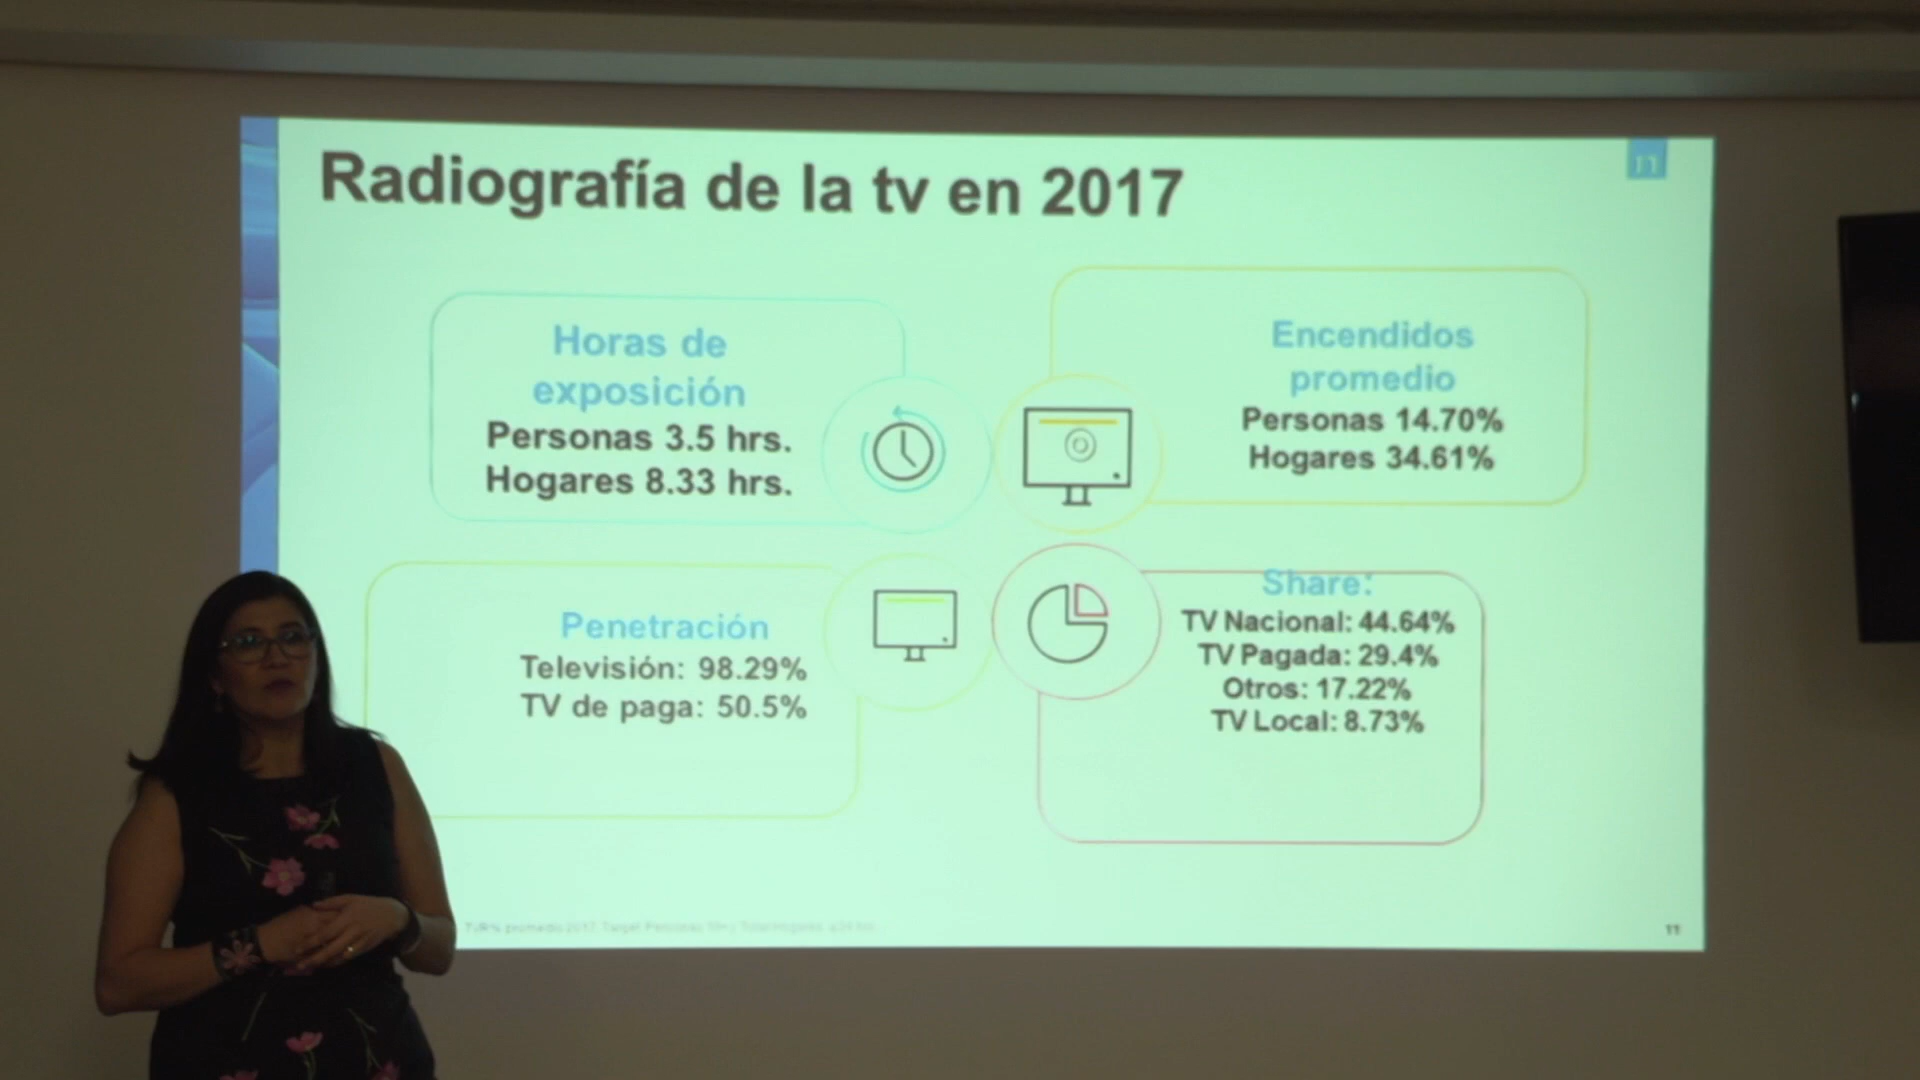 Radiografía de la tv en 2017
n
Horas de
exposición
Personas 3.5 hrs.
Hogares 8.33 hrs.
Encendidos
promedio
Personas 14.70%
Hogares 34.61%
Penetración
Televisión: 98.29%
TV de paga: 50.5%
Share:
TV Nacional: 44.64%
TV Pagada: 29.4%
Otros: 17.22%
TV Local: 8.73%
11